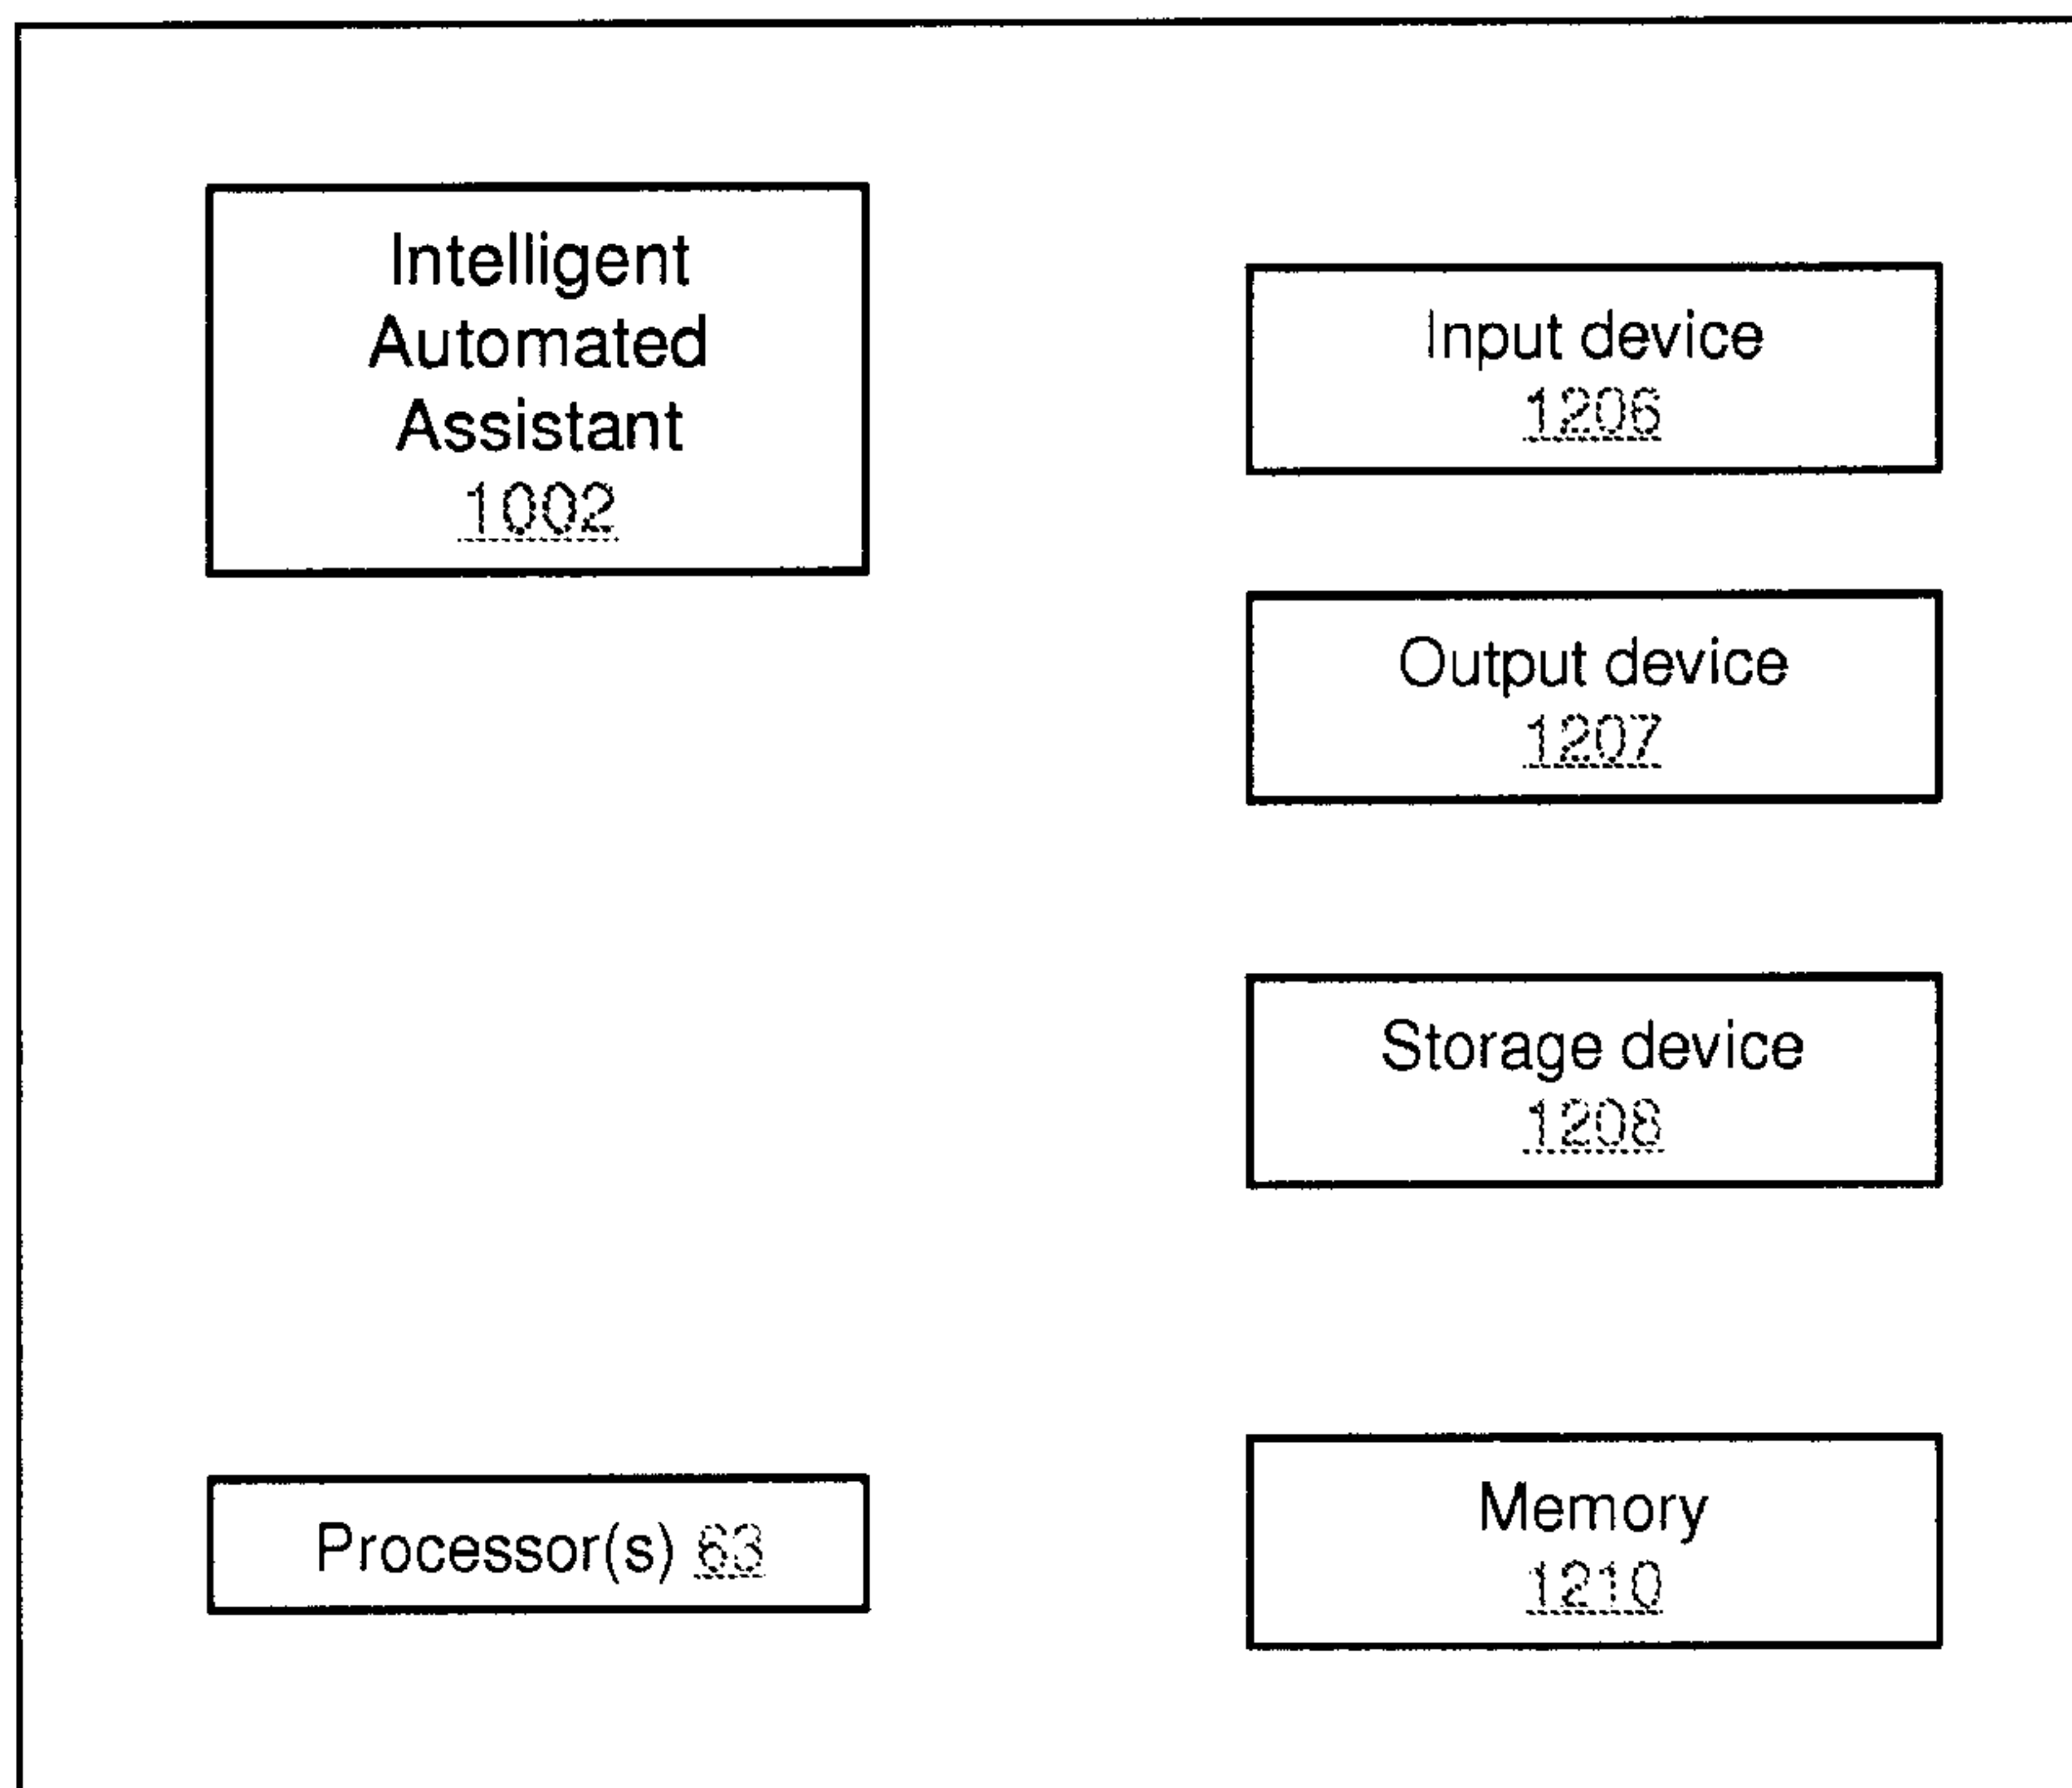 Intelligent
Automated
Assistant
1002
Input device
1206
Output device
1207
Storage device
1208
Processor(s) 63
Memory
1210